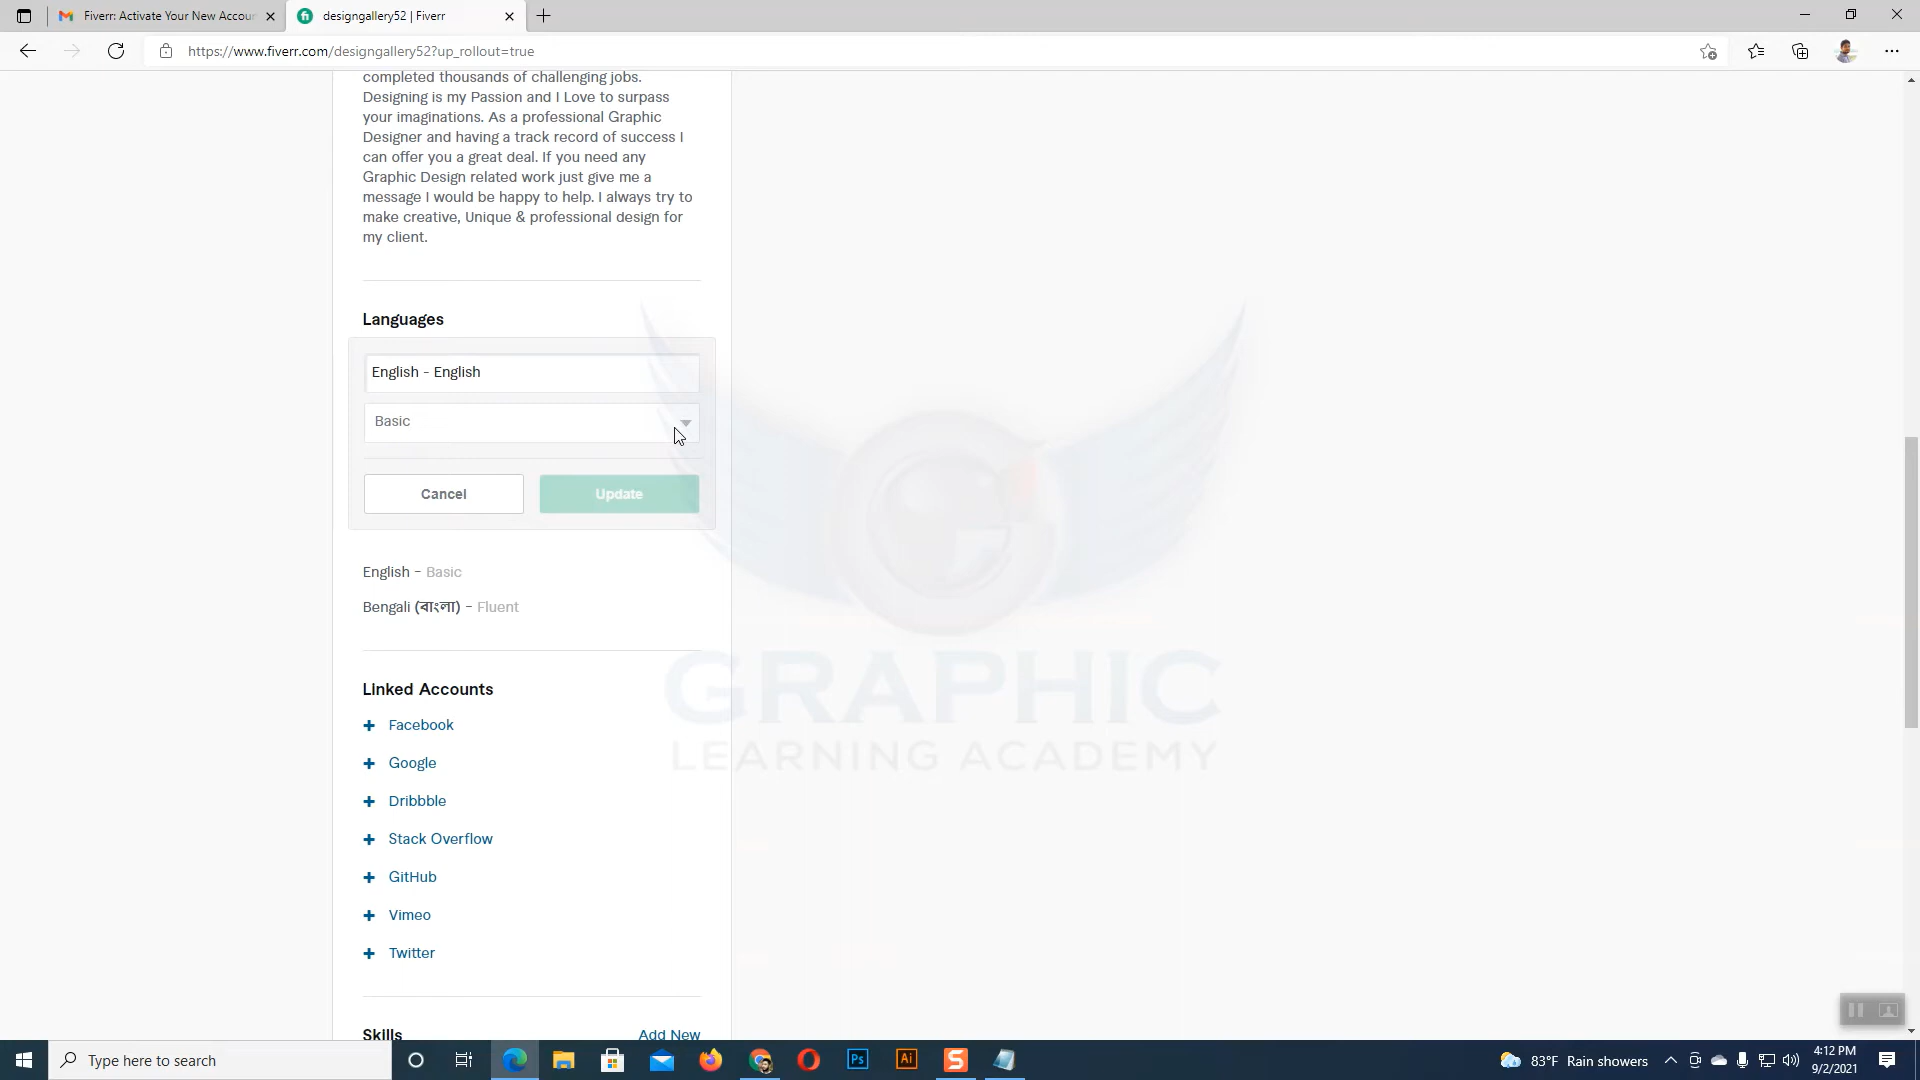 Fiverr: Activate Your New Accour
designgallery52 | Fiverr
https://www.fiverr.com/designgallery52?up_rollout=true
completed thousands of challenging jobs.
Designing is my Passion and I Love to surpass
your imaginations. As a professional Graphic
Designer and having a track record of success I
can offer you a great deal. If you need any
Graphic Design related work just give me a
message I would be happy to help. I always try to
make creative, Unique & professional design for
my client.
Languages
English - English
Basic
Cancel
Update
English - Basic
Bengali (বাংলা) - Fluent
Linked Accounts
+ Facebook
+ Google
+ Dribbble
+ Stack Overflow
+ GitHub
+ Vimeo
+ Twitter
Skills
Add New
GRAPHIC
LEARNING ACADEMY
Type here to search
Ps
Ai
S
83°F Rain showers
4:12 PM
9/2/2021